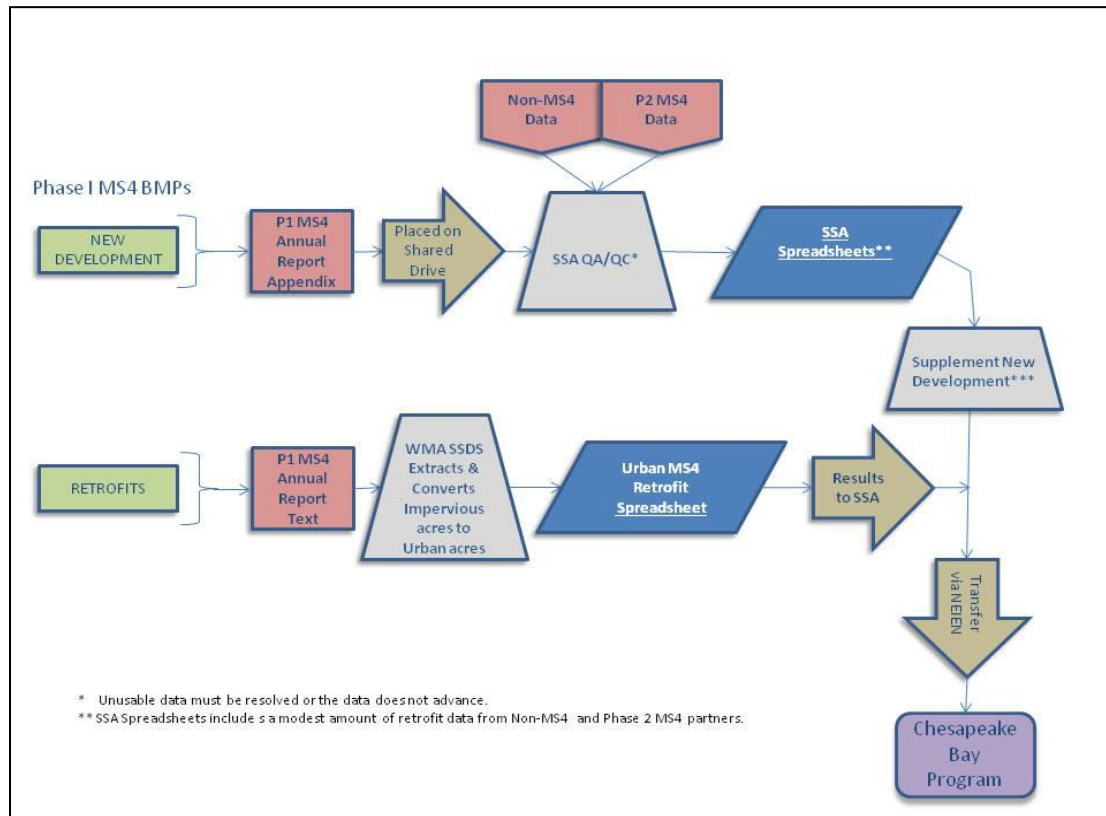 Non-MS4
Data
P2 MS4
Data
Phase I MS4 BMPs
NEW
DEVELOPMENT
P1 MS4
Annual
Report
Appendix
Placed on
Shared
Drive
SSA QA/QC*
SSA
Spreadsheets**
Supplement New
Development***
RETROFITS
P1 MS4
Annual
Report
Text
WMA SSDS
Extracts &
Converts
Impervious
acres to
Urban acres
Urban MS4
Retrofit
Spreadsheet
Results
to SSA
Transfer
via NEIEN
* Unusable data must be resolved or the data does not advance.
** SSA Spreadsheets include s a modest amount of retrofit data from Non-MS4 and Phase 2 MS4 partners.
Chesapeake
Bay
Program